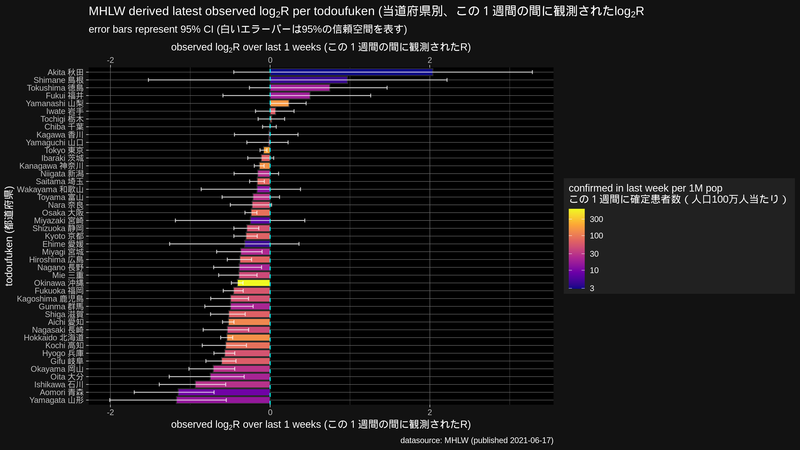 MHLW derived latest observed log₂R per todoufuken (当道府県別、この１週間の間に観測されたlog₂R
error bars represent 95% CI (白いエラーバーは95%の信頼空間を表す)
observed log₂R over last 1 weeks (この１週間の間に観測されたR)
-2 0 2
todoufuken (都道府県)
Akita 秋田
Shimane 島根
Tokushima 徳島
Fukui 福井
Yamanashi 山梨
Iwate 岩手
Tochigi 栃木
Chiba 千葉
Kagawa 香川
Yamaguchi 山口
Tokyo 東京
Ibaraki 茨城
Kanagawa 神奈川
Niigata 新潟
Saitama 埼玉
Wakayama 和歌山
Toyama 富山
Nara 奈良
Osaka 大阪
Miyazaki 宮崎
Shizuoka 静岡
Kyoto 京都
Ehime 愛媛
Miyagi 宮城
Hiroshima 広島
Nagano 長野
Mie 三重
Okinawa 沖縄
Fukuoka 福岡
Kagoshima 鹿児島
Gunma 群馬
Shiga 滋賀
Aichi 愛知
Nagasaki 長崎
Hokkaido 北海道
Kochi 高知
Hyogo 兵庫
Gifu 岐阜
Okayama 岡山
Oita 大分
Ishikawa 石川
Aomori 青森
Yamagata 山形
-2 0 2
observed log₂R over last 1 weeks (この１週間の間に観測されたR)
confirmed in last week per 1M pop
この１週間に確定患者数（人口100万人当たり）
300
100
30
10
3
datasource: MHLW (published 2021-06-17)